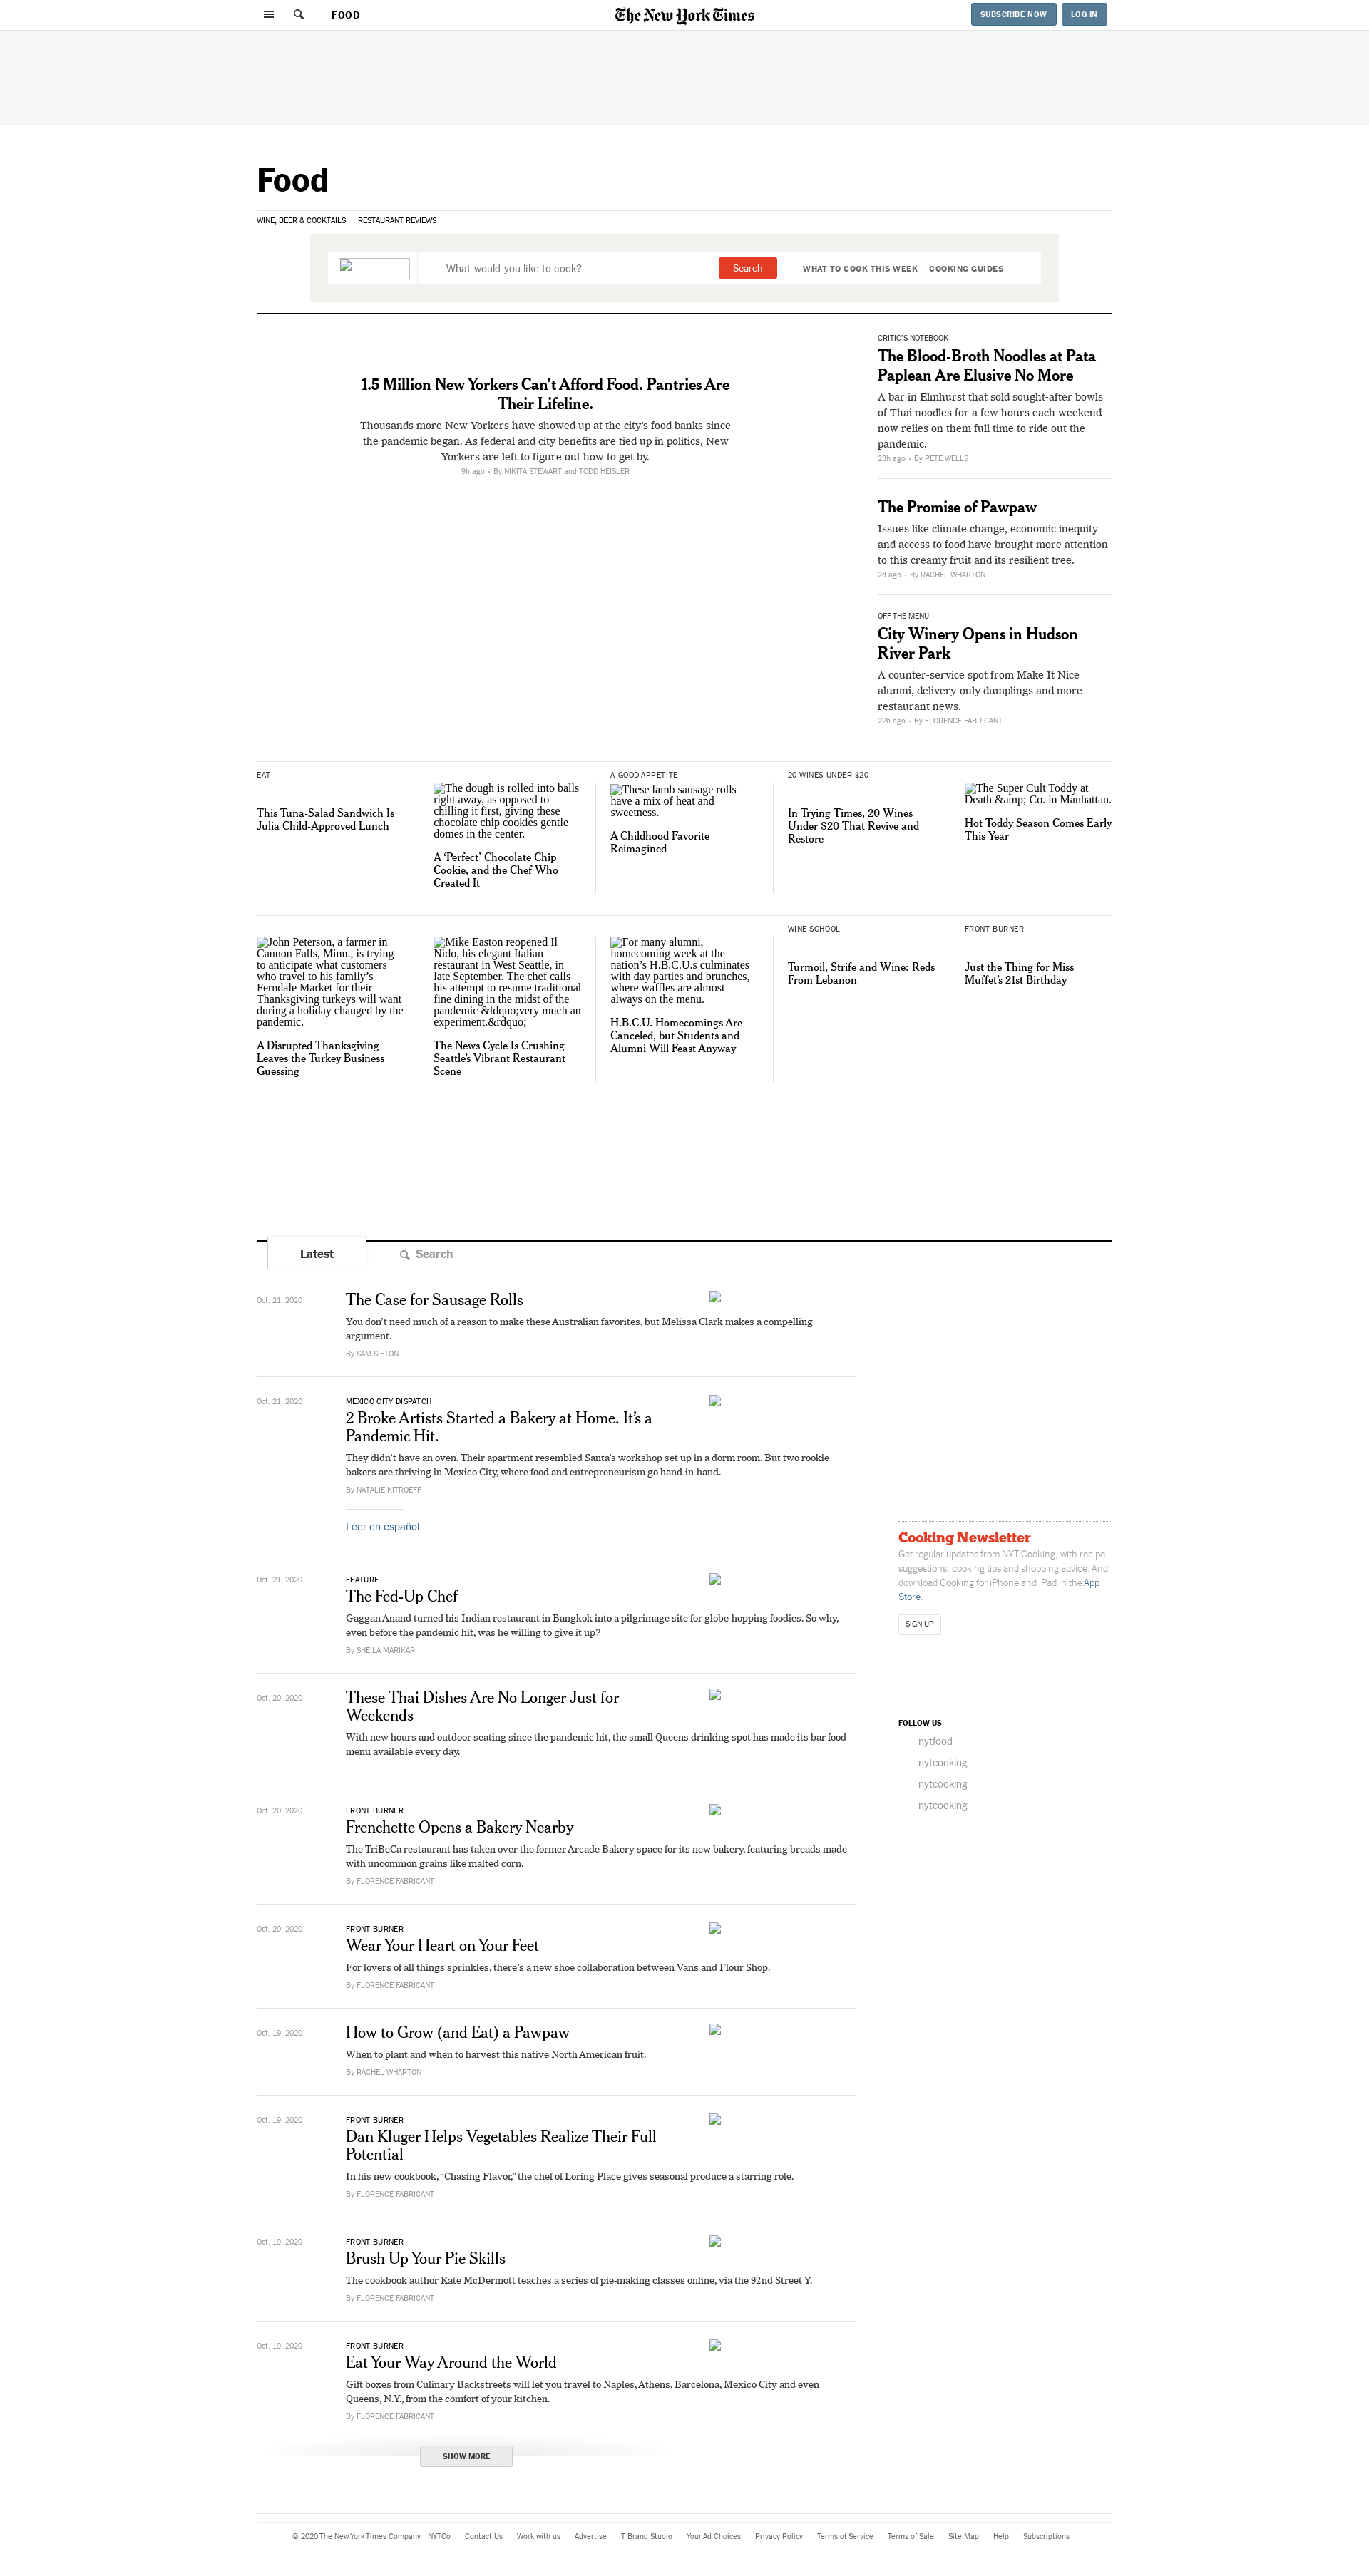 FOOD
The New York Times
SUBSCRIBE NOW
LOG IN
Food
WINE, BEER & COCKTAILS | RESTAURANT REVIEWS
What would you like to cook?
Search
WHAT TO COOK THIS WEEK
COOKING GUIDES
1.5 Million New Yorkers Can’t Afford Food. Pantries Are
Their Lifeline.
Thousands more New Yorkers have showed up at the city’s food banks since
the pandemic began. As federal and city benefits are tied up in politics, New
Yorkers are left to figure out how to get by.
9h ago • By NIKITA STEWART and TODD HEISLER
CRITIC’S NOTEBOOK
The Blood-Broth Noodles at Pata
Paplean Are Elusive No More
A bar in Elmhurst that sold sought-after bowls
of Thai noodles for a few hours each weekend
now relies on them full time to ride out the
pandemic.
23h ago • By PETE WELLS
The Promise of Pawpaw
Issues like climate change, economic inequity
and access to food have brought more attention
to this creamy fruit and its resilient tree.
2d ago • By RACHEL WHARTON
OFF THE MENU
City Winery Opens in Hudson
River Park
A counter-service spot from Make It Nice
alumni, delivery-only dumplings and more
restaurant news.
22h ago • By FLORENCE FABRICANT
EAT
This Tuna-Salad Sandwich Is
Julia Child-Approved Lunch
The dough is rolled into balls
right away, as opposed to
chilling it first, giving these
chocolate chip cookies gentle
domes in the center.
A ‘Perfect’ Chocolate Chip
Cookie, and the Chef Who
Created It
A GOOD APPETITE
These lamb sausage rolls
have a mix of heat and
sweetness.
A Childhood Favorite
Reimagined
20 WINES UNDER $20
In Trying Times, 20 Wines
Under $20 That Revive and
Restore
The Super Cult Toddy at
Death &amp; Co. in Manhattan.
Hot Toddy Season Comes Early
This Year
John Peterson, a farmer in
Cannon Falls, Minn., is trying
to anticipate what customers
who travel to his family’s
Ferndale Market for their
Thanksgiving turkeys will want
during a holiday changed by the
pandemic.
A Disrupted Thanksgiving
Leaves the Turkey Business
Guessing
Mike Easton reopened Il
Nido, his elegant Italian
restaurant in West Seattle, in
late September. The chef calls
his attempt to resume traditional
fine dining in the midst of the
pandemic &ldquo;very much an
experiment.&rdquo;
The News Cycle Is Crushing
Seattle’s Vibrant Restaurant
Scene
For many alumni,
homecoming week at the
nation’s H.B.C.U.s culminates
with day parties and brunches,
where waffles are almost
always on the menu.
H.B.C.U. Homecomings Are
Canceled, but Students and
Alumni Will Feast Anyway
WINE SCHOOL
Turmoil, Strife and Wine: Reds
From Lebanon
FRONT BURNER
Just the Thing for Miss
Muffet’s 21st Birthday
Latest
Search
Oct. 21, 2020
The Case for Sausage Rolls
You don’t need much of a reason to make these Australian favorites, but Melissa Clark makes a compelling
argument.
By SAM SIFTON
Oct. 21, 2020
MEXICO CITY DISPATCH
2 Broke Artists Started a Bakery at Home. It’s a
Pandemic Hit.
They didn’t have an oven. Their apartment resembled Santa’s workshop set up in a dorm room. But two rookie
bakers are thriving in Mexico City, where food and entrepreneurism go hand-in-hand.
By NATALIE KITROEFF
Leer en español
Oct. 21, 2020
FEATURE
The Fed-Up Chef
Gaggan Anand turned his Indian restaurant in Bangkok into a pilgrimage site for globe-hopping foodies. So why,
even before the pandemic hit, was he willing to give it up?
By SHEILA MARIKAR
Oct. 20, 2020
These Thai Dishes Are No Longer Just for
Weekends
With new hours and outdoor seating since the pandemic hit, the small Queens drinking spot has made its bar food
menu available every day.
Oct. 20, 2020
FRONT BURNER
Frenchette Opens a Bakery Nearby
The TriBeCa restaurant has taken over the former Arcade Bakery space for its new bakery, featuring breads made
with uncommon grains like malted corn.
By FLORENCE FABRICANT
Oct. 20, 2020
FRONT BURNER
Wear Your Heart on Your Feet
For lovers of all things sprinkles, there’s a new shoe collaboration between Vans and Flour Shop.
By FLORENCE FABRICANT
Oct. 19, 2020
How to Grow (and Eat) a Pawpaw
When to plant and when to harvest this native North American fruit.
By RACHEL WHARTON
Oct. 19, 2020
FRONT BURNER
Dan Kluger Helps Vegetables Realize Their Full
Potential
In his new cookbook, “Chasing Flavor,” the chef of Loring Place gives seasonal produce a starring role.
By FLORENCE FABRICANT
Oct. 19, 2020
FRONT BURNER
Brush Up Your Pie Skills
The cookbook author Kate McDermott teaches a series of pie-making classes online, via the 92nd Street Y.
By FLORENCE FABRICANT
Oct. 19, 2020
FRONT BURNER
Eat Your Way Around the World
Gift boxes from Culinary Backstreets will let you travel to Naples, Athens, Barcelona, Mexico City and even
Queens, N.Y., from the comfort of your kitchen.
By FLORENCE FABRICANT
SHOW MORE
Cooking Newsletter
Get regular updates from NYT Cooking, with recipe
suggestions, cooking tips and shopping advice. And
download Cooking for iPhone and iPad in the App
Store.
SIGN UP
FOLLOW US
nytfood
nytcooking
nytcooking
nytcooking
© 2020 The New York Times Company NYTCo Contact Us Work with us Advertise T Brand Studio Your Ad Choices Privacy Policy Terms of Service Terms of Sale Site Map Help Subscriptions